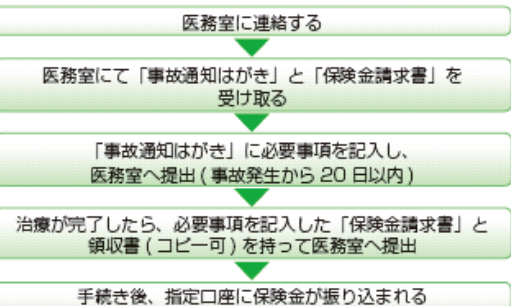 医務室に連絡する
医務室にて「事故通知はがき」と「保険金請求書」を
受け取る
「事故通知はがき」に必要事項を記入し、
医務室へ提出(事故発生から 20 日以内)
治療が完了したら、必要事項を記入した「保険金請求書」と
領収書(コピー可)を持って医務室へ提出
手続き後、指定口座に保険金が振り込まれる